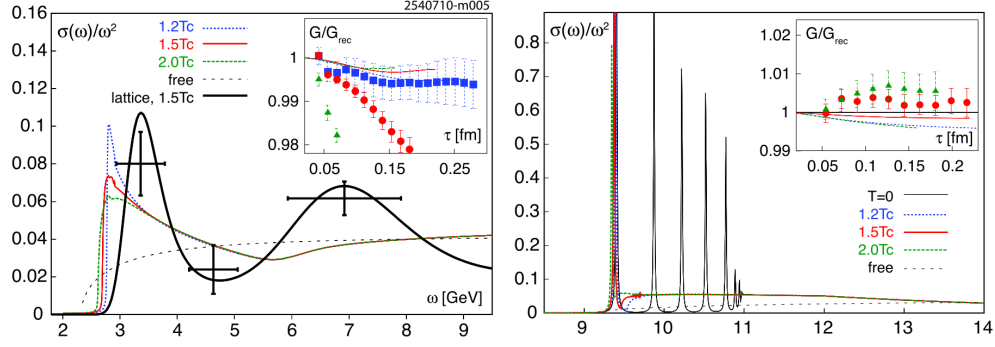 2540710-m005
σ(ω)/ω²
1.2Tc
1.5Tc
2.0Tc
free
lattice, 1.5Tc
0.16
0.14
0.12
0.1
0.08
0.06
0.04
0.02
0
2 3 4 5 6 7 8 9
ω [GeV]
G/Grec
1
0.99
0.98
0.05 0.15 0.25
τ [fm]
σ(ω)/ω²
0.9
0.8
0.7
0.6
0.5
0.4
0.3
0.2
0.1
0
9 10 11 12 13 14
G/Grec
1.02
1.01
1.00
0.99
0.05 0.1 0.15 0.2
τ [fm]
T=0
1.2Tc
1.5Tc
2.0Tc
free